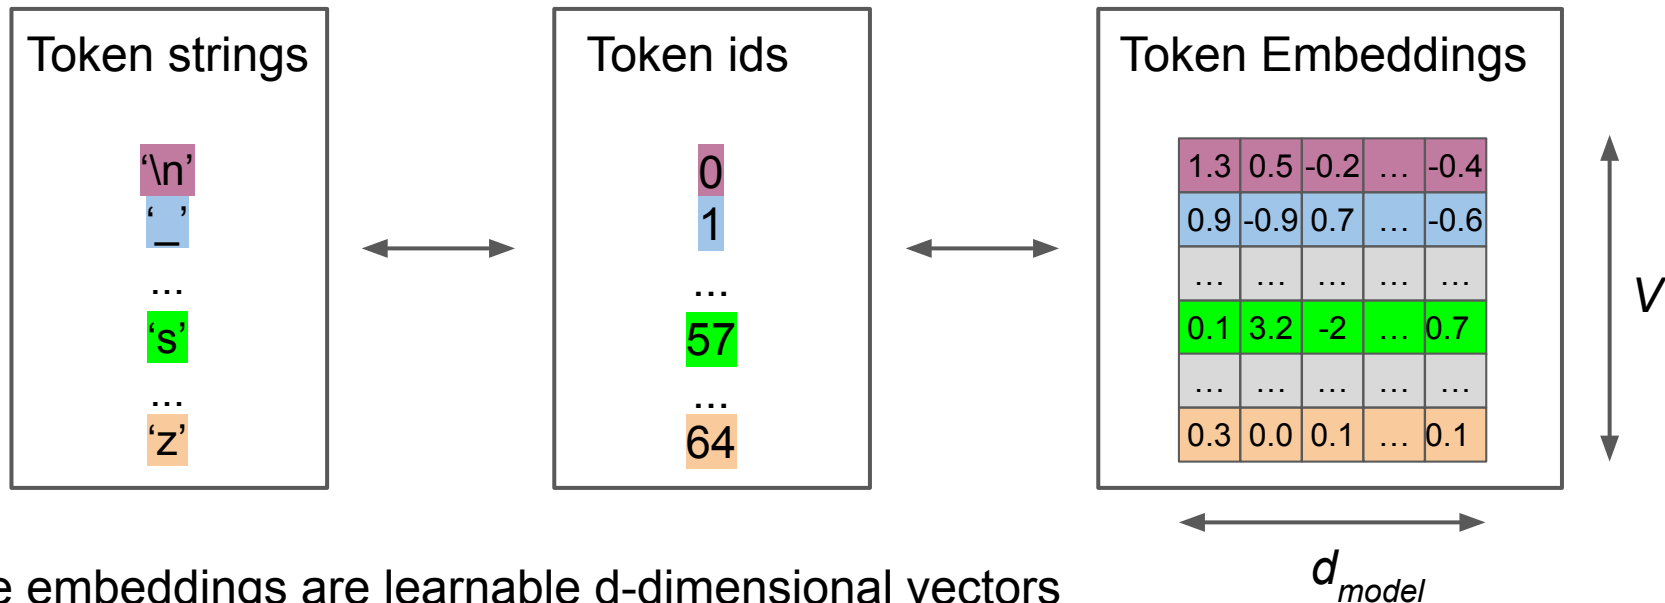 Token strings
‘\n’
‘_’
...
‘s’
...
‘z’
Token ids
0
1
...
57
...
64
Token Embeddings
1.3 0.5 -0.2 ... -0.4
0.9 -0.9 0.7 ... -0.6
... ... ... ... ...
0.1 3.2 -2 ... 0.7
... ... ... ... ...
0.3 0.0 0.1 ... 0.1
V
d_model
embeddings are learnable d-dimensional vectors